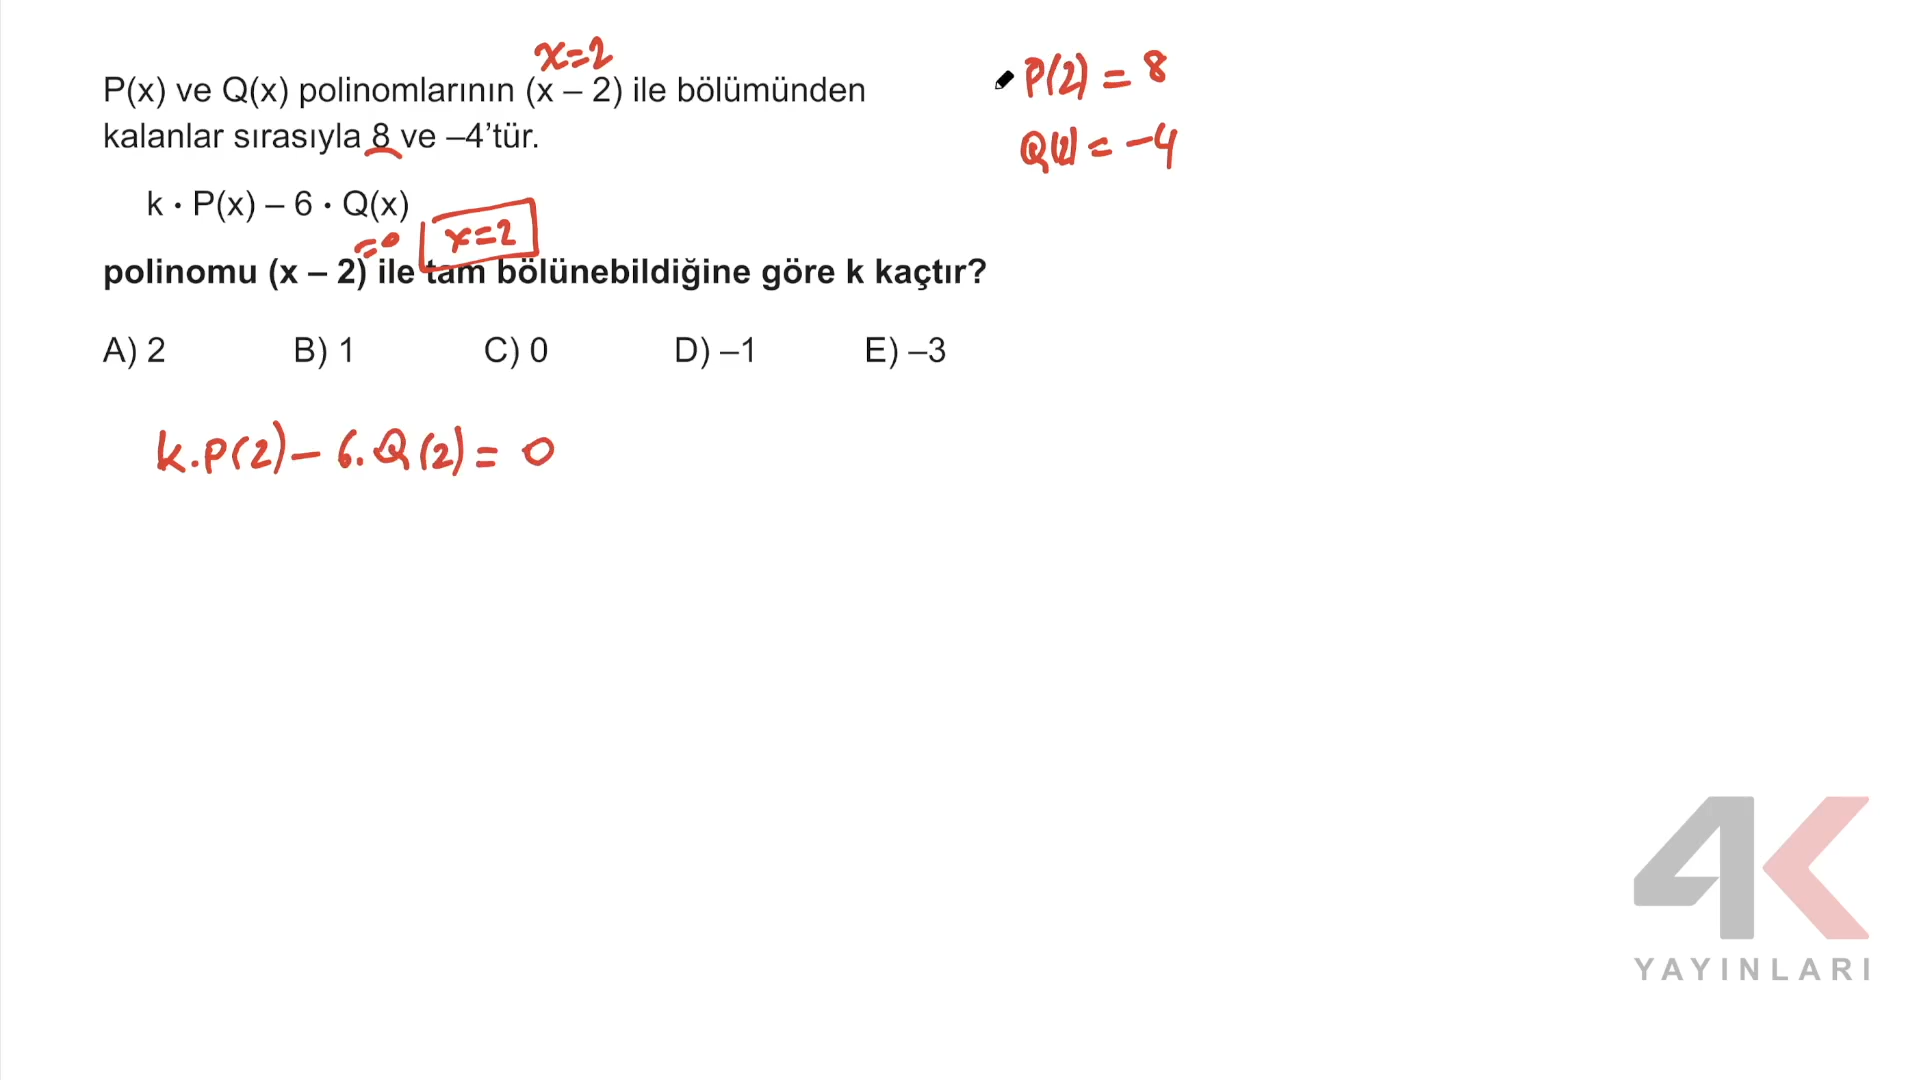 x=2
P(x) ve Q(x) polinomlarının (x – 2) ile bölümünden
kalanlar sırasıyla 8 ve –4’tür.
k · P(x) – 6 · Q(x)
=0 x=2
polinomu (x – 2) ile tam bölünebildiğine göre k kaçtır?
A) 2 B) 1 C) 0 D) –1 E) –3
k.P(2) – 6.Q(2) = 0
P(2) = 8
Q(2) = -4
4K
YAYINLARI